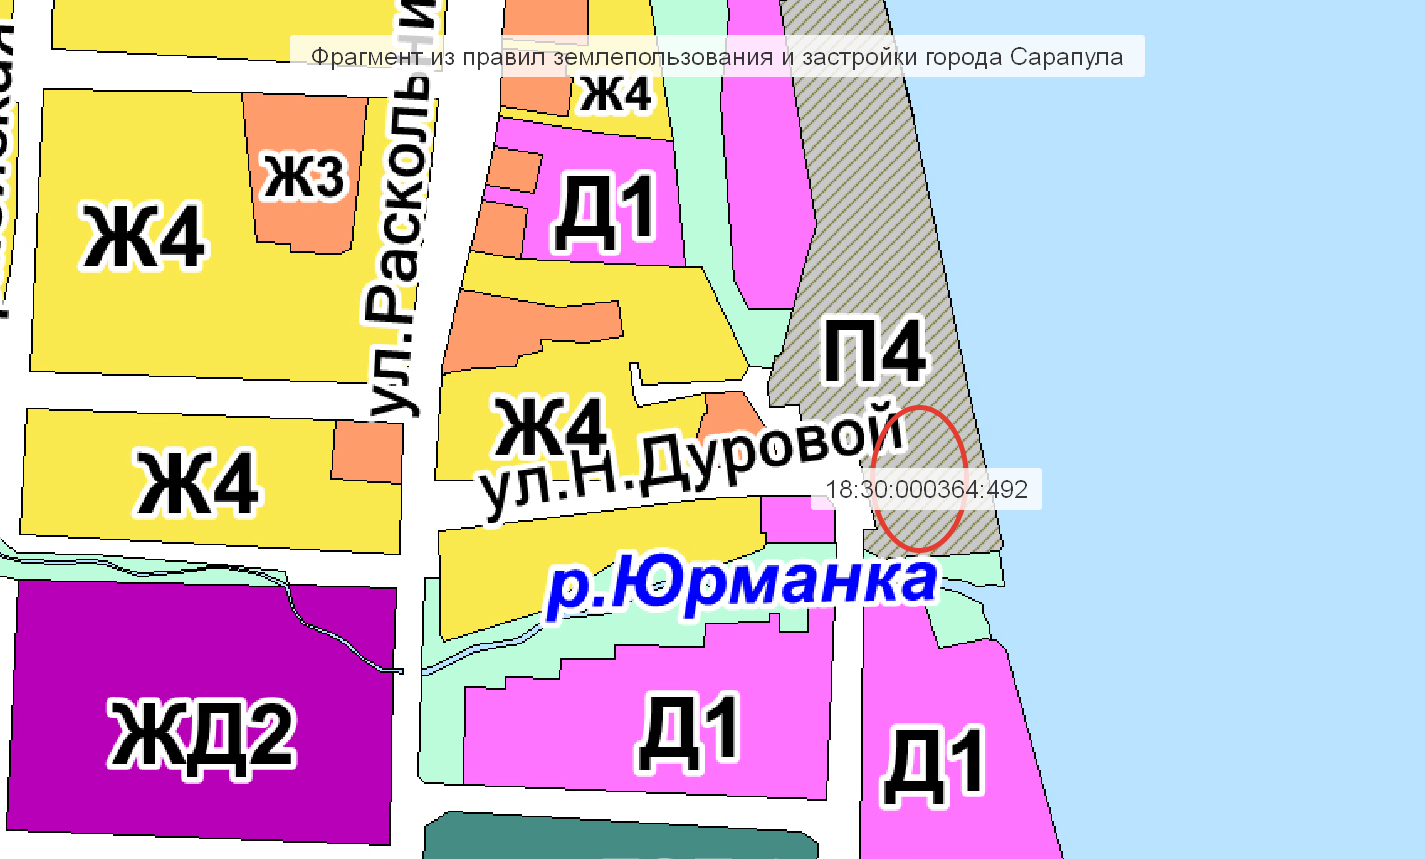 Фрагмент из правил землепользования и застройки города Сарапула
Ж4
Ж3
Д1
Ж4
ул.Раскольни
П4
Ж4
ул.Н.Дуровой
Ж4
18:30:000364:492
р.Юрманка
ЖД2
Д1
Д1